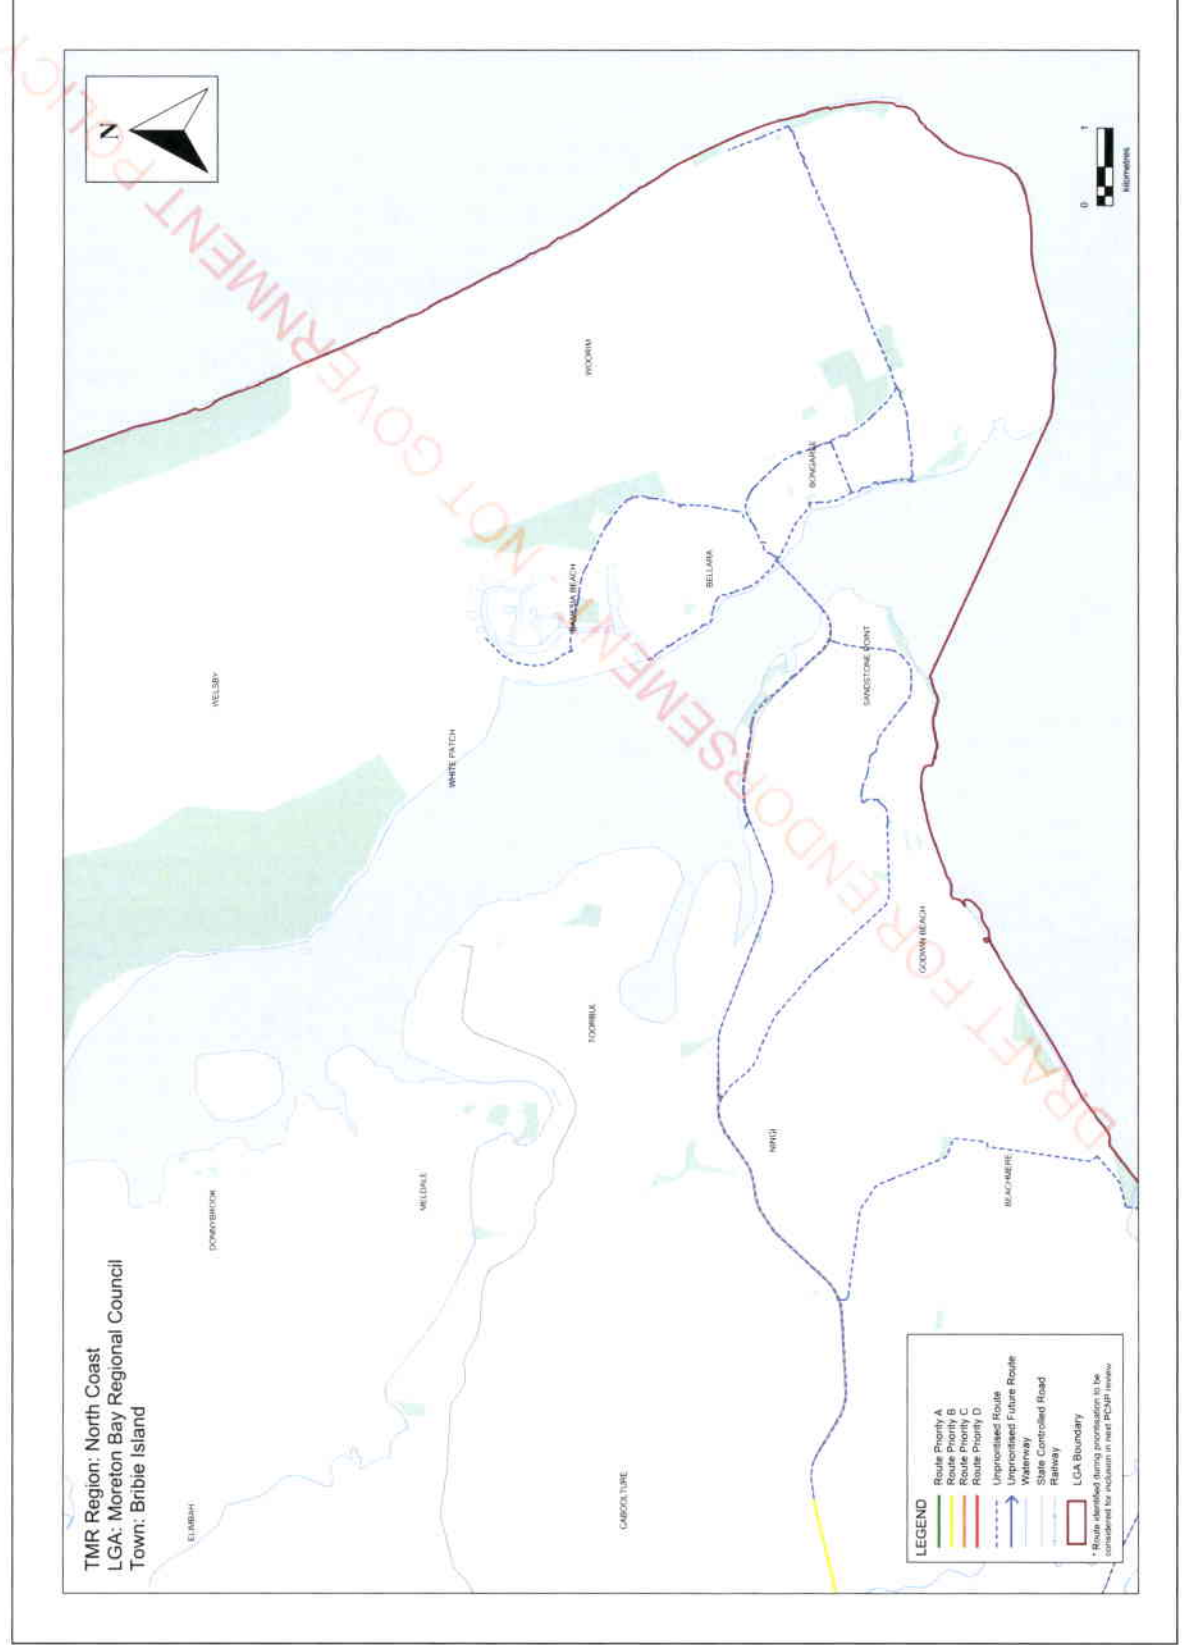 TMR Region: North Coast
LGA: Moreton Bay Regional Council
Town: Bribie Island
N
DRAFT FOR ENDORSEMENT, NOT GOVERNMENT POLICY
ELIMBAH
DONNYBROOK
WELSBY
MELDALE
WHITE PATCH
CABOOLTURE
TOORBUL
BANKSIA BEACH
WOORIM
BELLARA
NINGI
BONGAREE
SANDSTONE POINT
GODWIN BEACH
BEACHMERE
LEGEND
Route Priority A
Route Priority B
Route Priority C
Route Priority D
Unprioritised Route
Unprioritised Future Route
Waterway
State Controlled Road
Railway
LGA Boundary
* Route identified during prioritisation to be
considered for inclusion in next PCNP review
0 1
kilometres